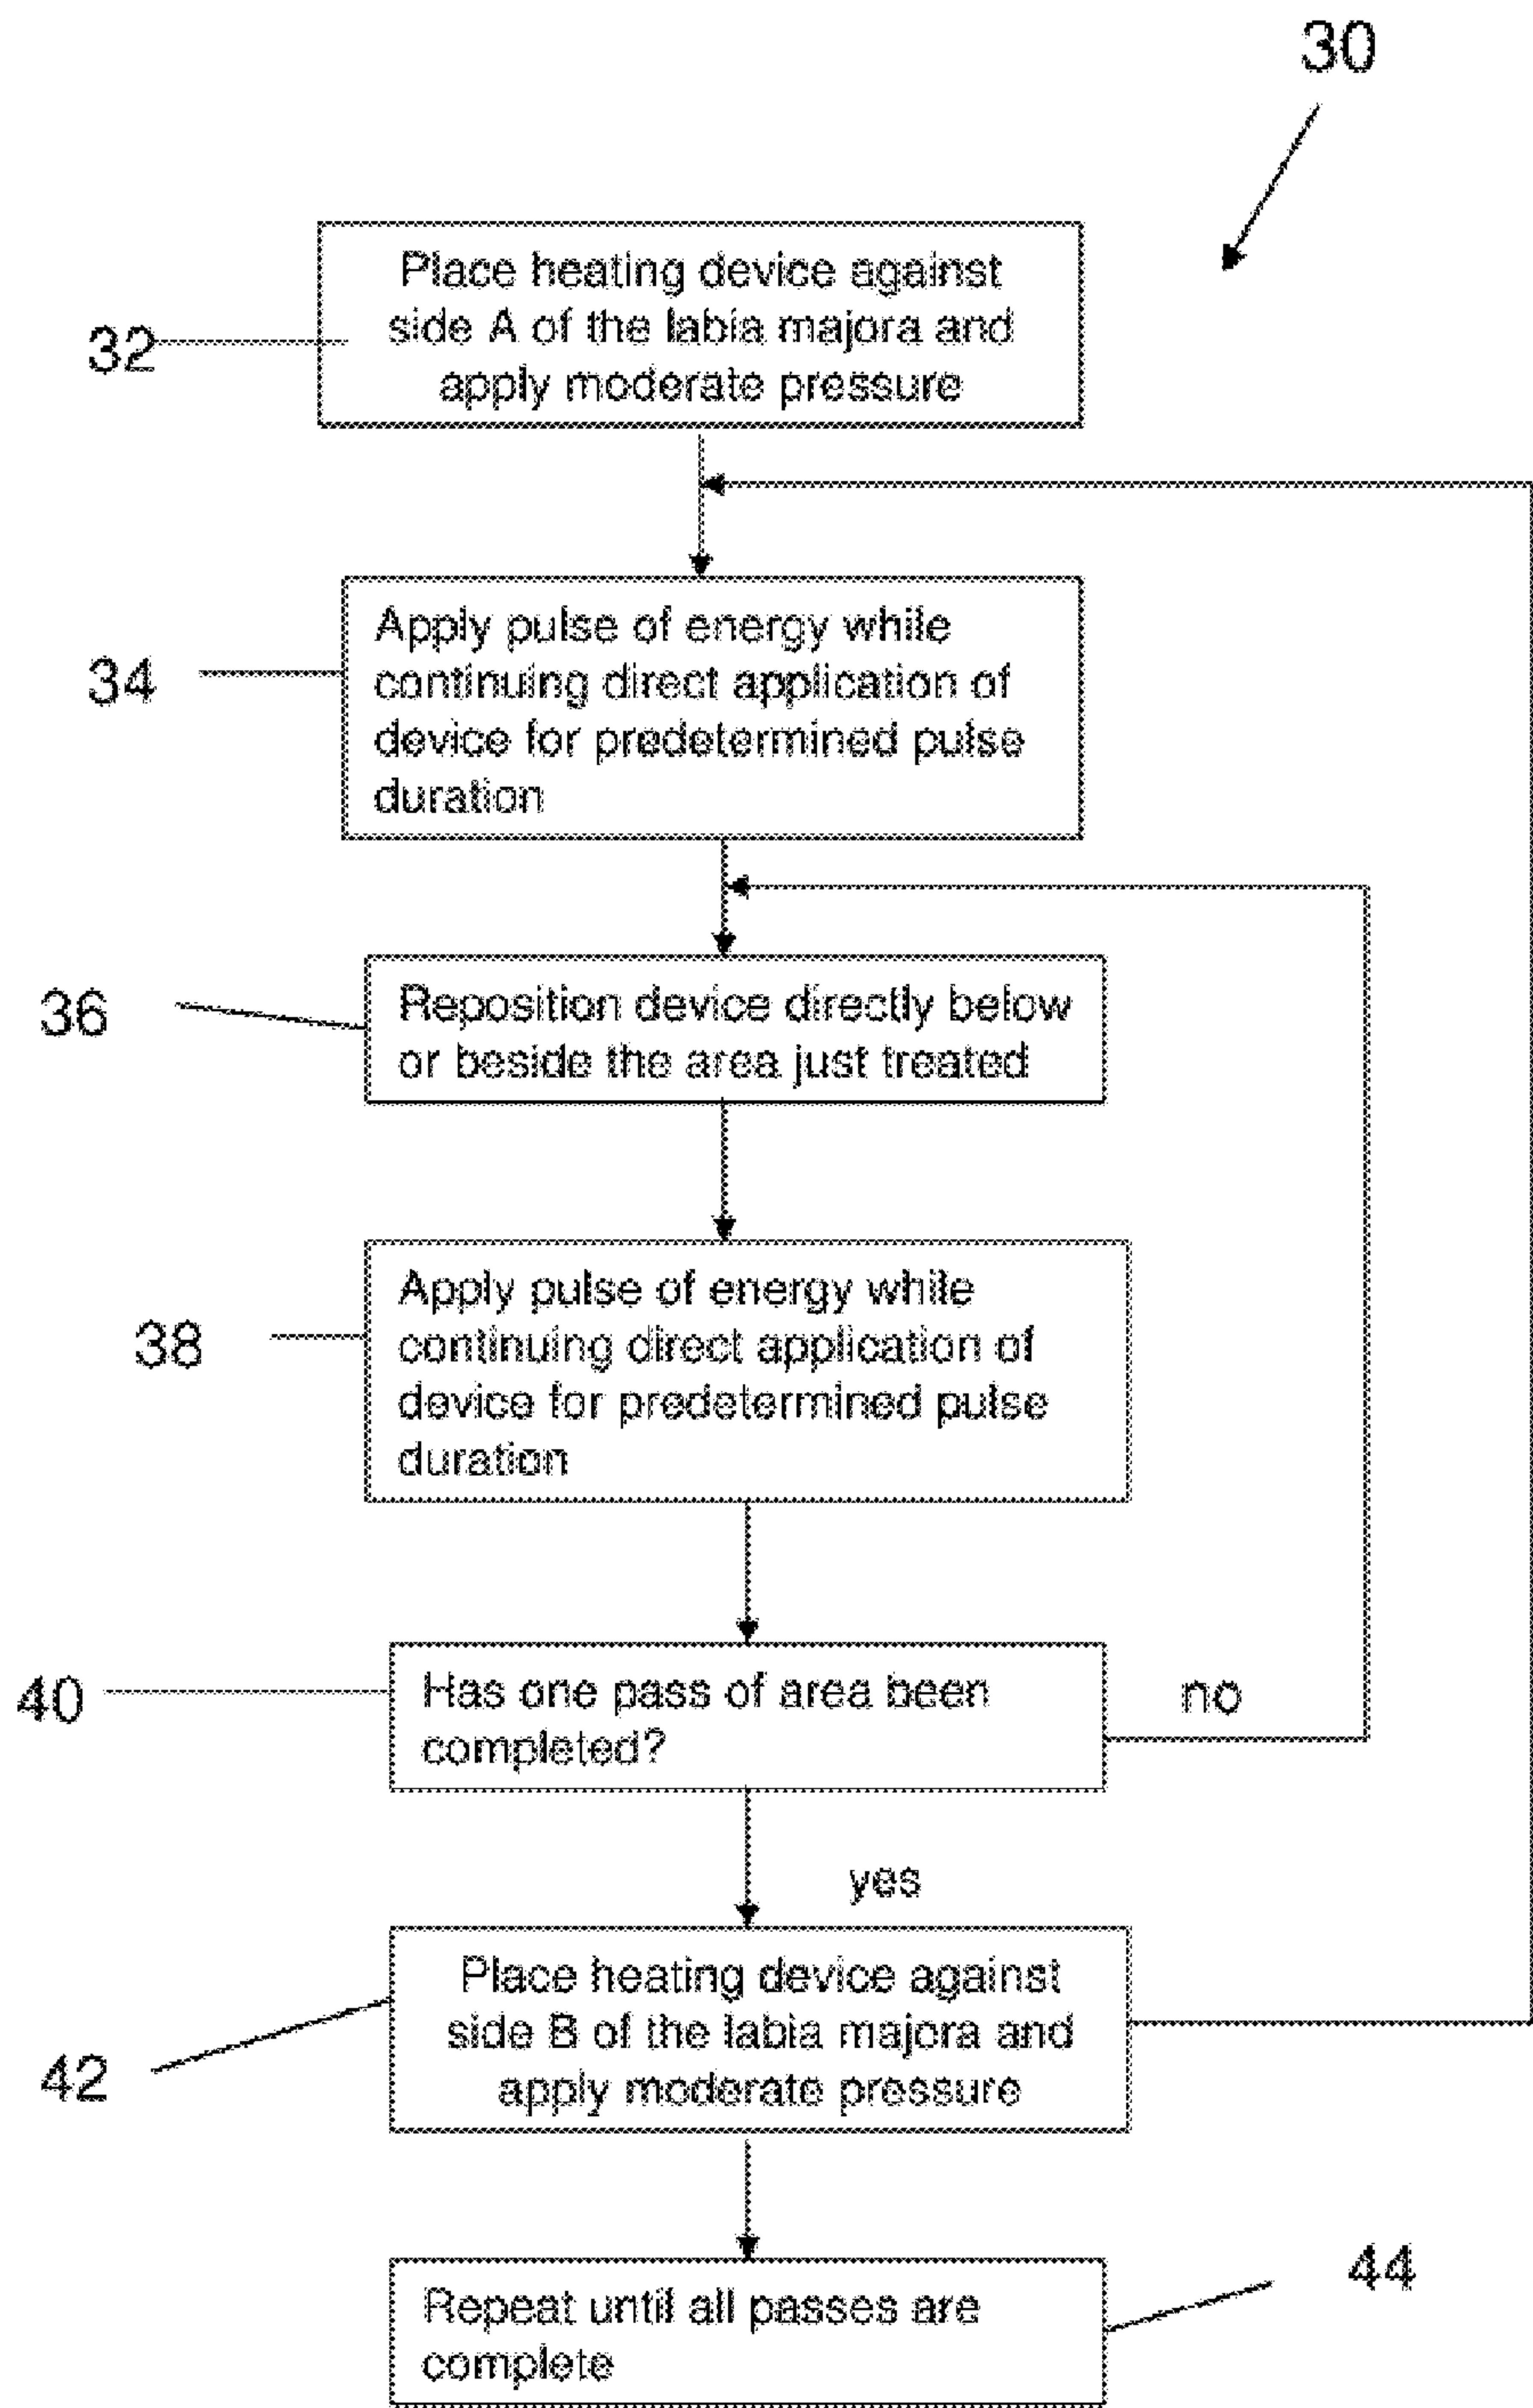 30
32
Place heating device against
side A of the labia majora and
apply moderate pressure
34
Apply pulse of energy while
continuing direct application of
device for predetermined pulse
duration
36
Reposition device directly below
or beside the area just treated
38
Apply pulse of energy while
continuing direct application of
device for predetermined pulse
duration
40
Has one pass of area been
completed?
no
yes
42
Place heating device against
side B of the labia majora and
apply moderate pressure
44
Repeat until all passes are
complete